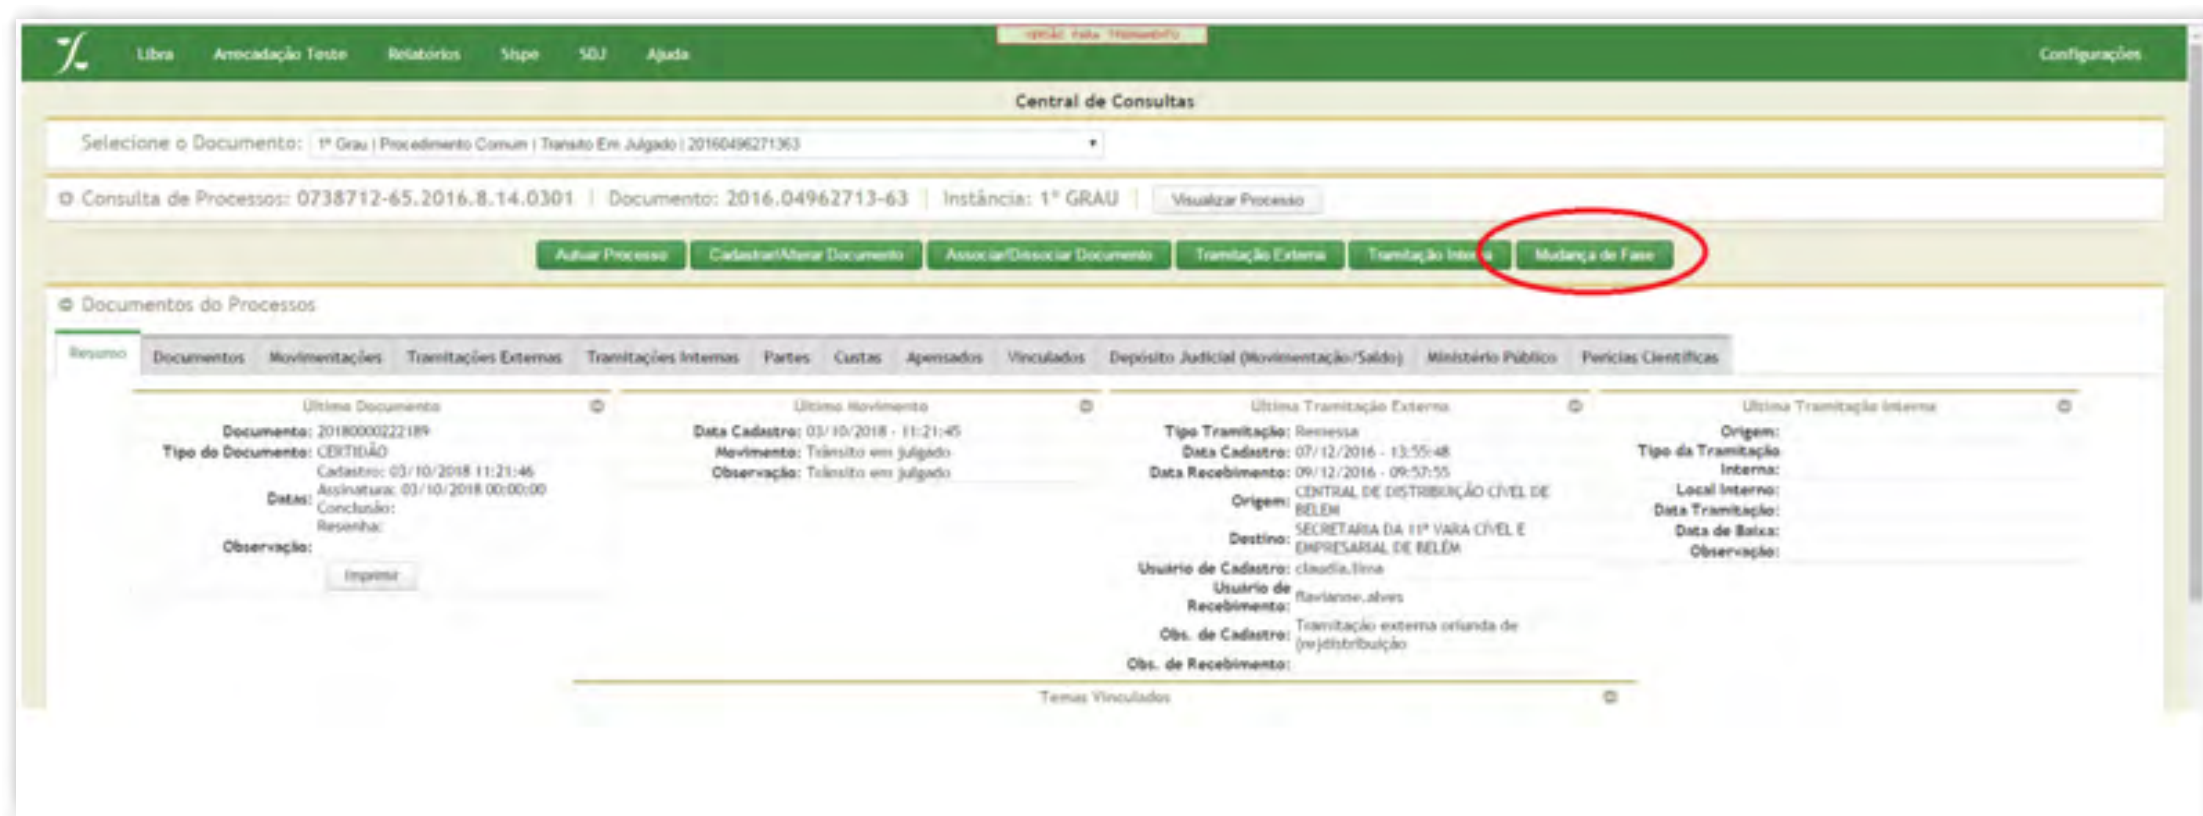 VERSÃO PARA TREINAMENTO
Libra Arrecadação Teste Relatórios Sispe SDJ Ajuda Configurações
Central de Consultas
Selecione o Documento: 1º Grau | Procedimento Comum | Transito Em Julgado | 20160496271363
Consulta de Processos: 0738712-65.2016.8.14.0301 | Documento: 2016.04962713-63 | Instância: 1º GRAU | Visualizar Processo
Autuar Processo Cadastrar/Alterar Documento Associar/Dissociar Documento Tramitação Externa Tramitação Interna Mudança de Fase
Documentos do Processos
Resumo Documentos Movimentações Tramitações Externas Tramitações Internas Partes Custas Apensados Vinculados Depósito Judicial (Movimentação/Saldo) Ministério Público Perícias Científicas
Último Documento
Documento: 20180000222189
Tipo do Documento: CERTIDÃO
Datas: Cadastro: 03/10/2018 11:21:46
Assinatura: 03/10/2018 00:00:00
Conclusão:
Resenha:
Observação:
Imprimir
Último Movimento
Data Cadastro: 03/10/2018 - 11:21:45
Movimento: Trânsito em julgado
Observação: Trânsito em julgado
Última Tramitação Externa
Tipo Tramitação: Remessa
Data Cadastro: 07/12/2016 - 13:55:48
Data Recebimento: 09/12/2016 - 09:57:55
Origem: CENTRAL DE DISTRIBUIÇÃO CÍVEL DE
BELÉM
Destino: SECRETARIA DA 11ª VARA CÍVEL E
EMPRESARIAL DE BELÉM
Usuário de Cadastro: claudia.lima
Usuário de
Recebimento: flavianne.alves
Obs. de Cadastro: Tramitação externa oriunda de
(re)distribuição
Obs. de Recebimento:
Última Tramitação Interna
Origem:
Tipo da Tramitação
Interna:
Local Interno:
Data Tramitação:
Data de Baixa:
Observação:
Temas Vinculados